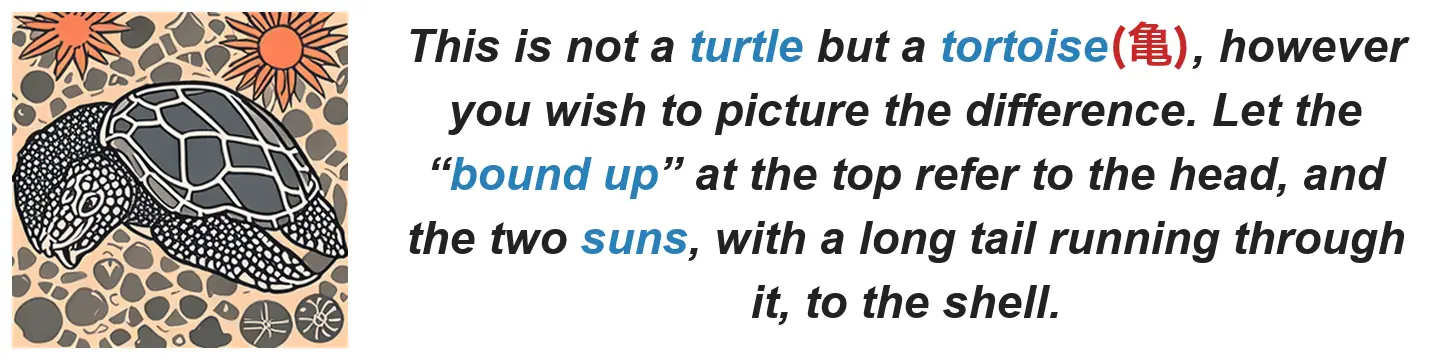 This is not a turtle but a tortoise(亀), however
you wish to picture the difference. Let the
“bound up” at the top refer to the head, and
the two suns, with a long tail running through
it, to the shell.